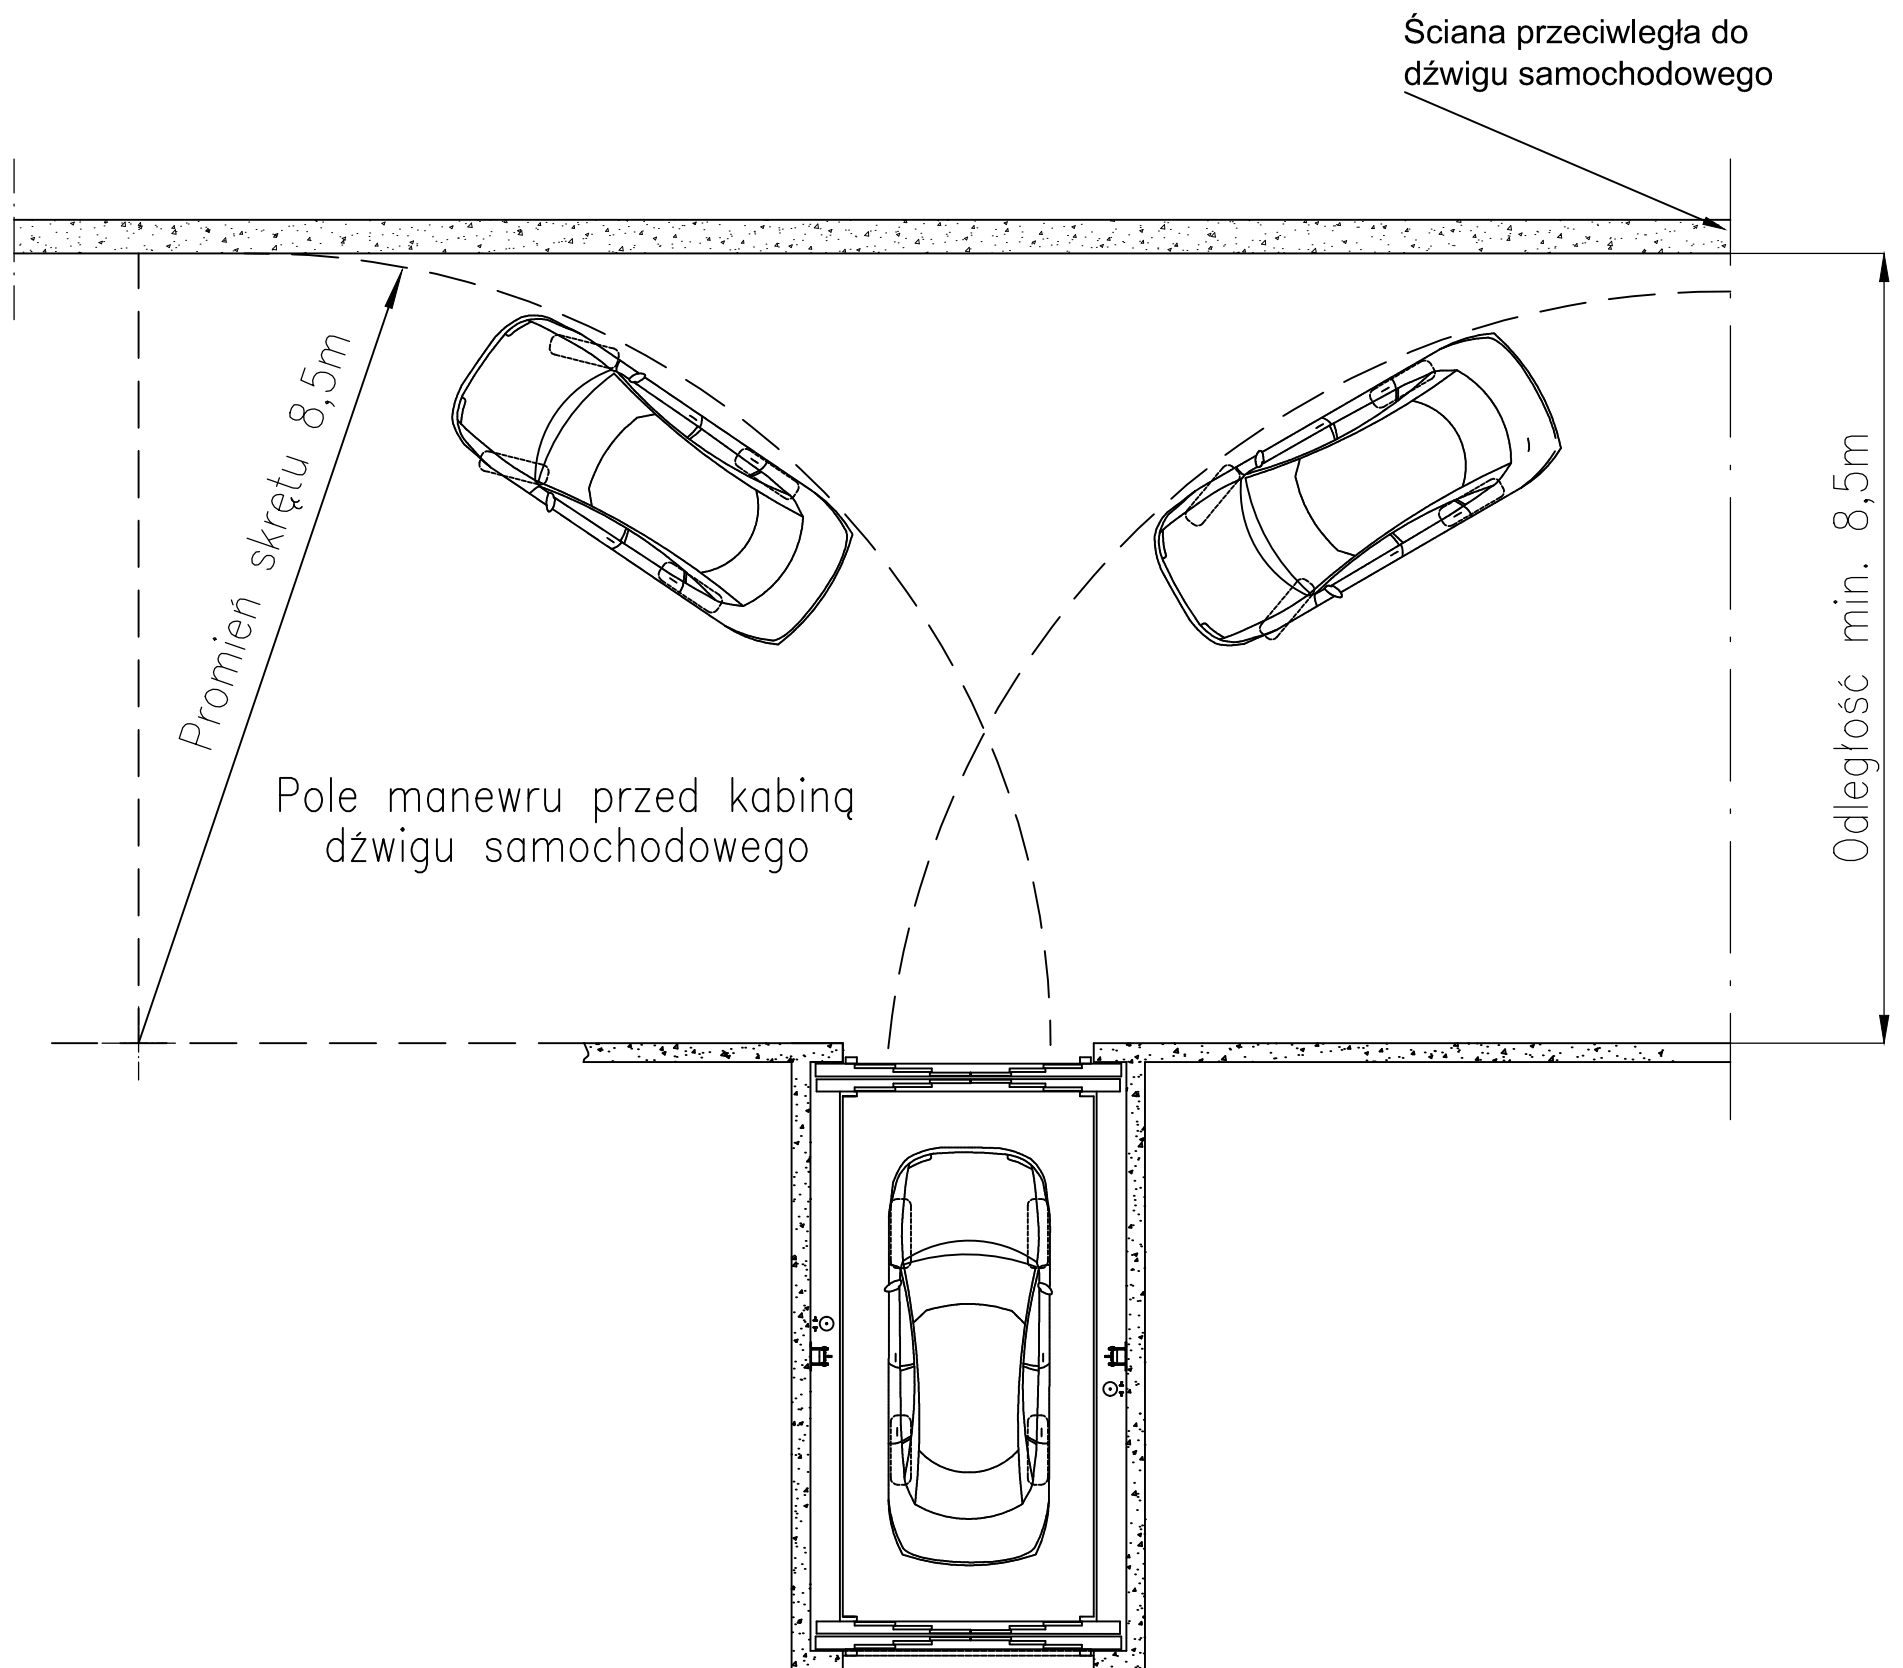 Ściana przeciwległa do
dźwigu samochodowego
Promień skrętu 8,5m
Pole manewru przed kabiną
dźwigu samochodowego
Odległość min. 8,5m